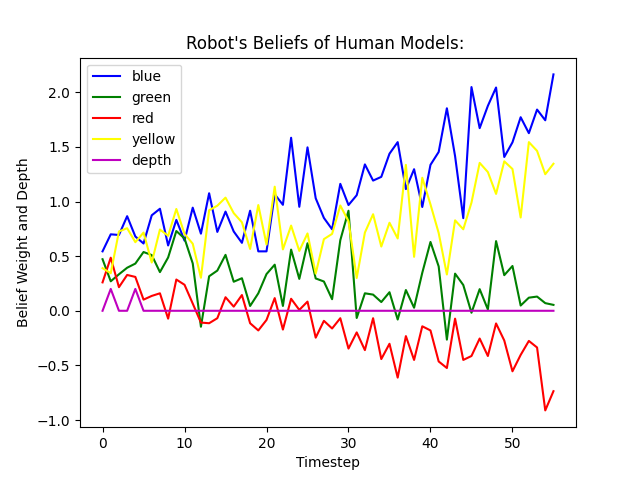 Robot's Beliefs of Human Models:
blue
green
red
yellow
depth
Belief Weight and Depth
2.0
1.5
1.0
0.5
0.0
−0.5
−1.0
0 10 20 30 40 50
Timestep